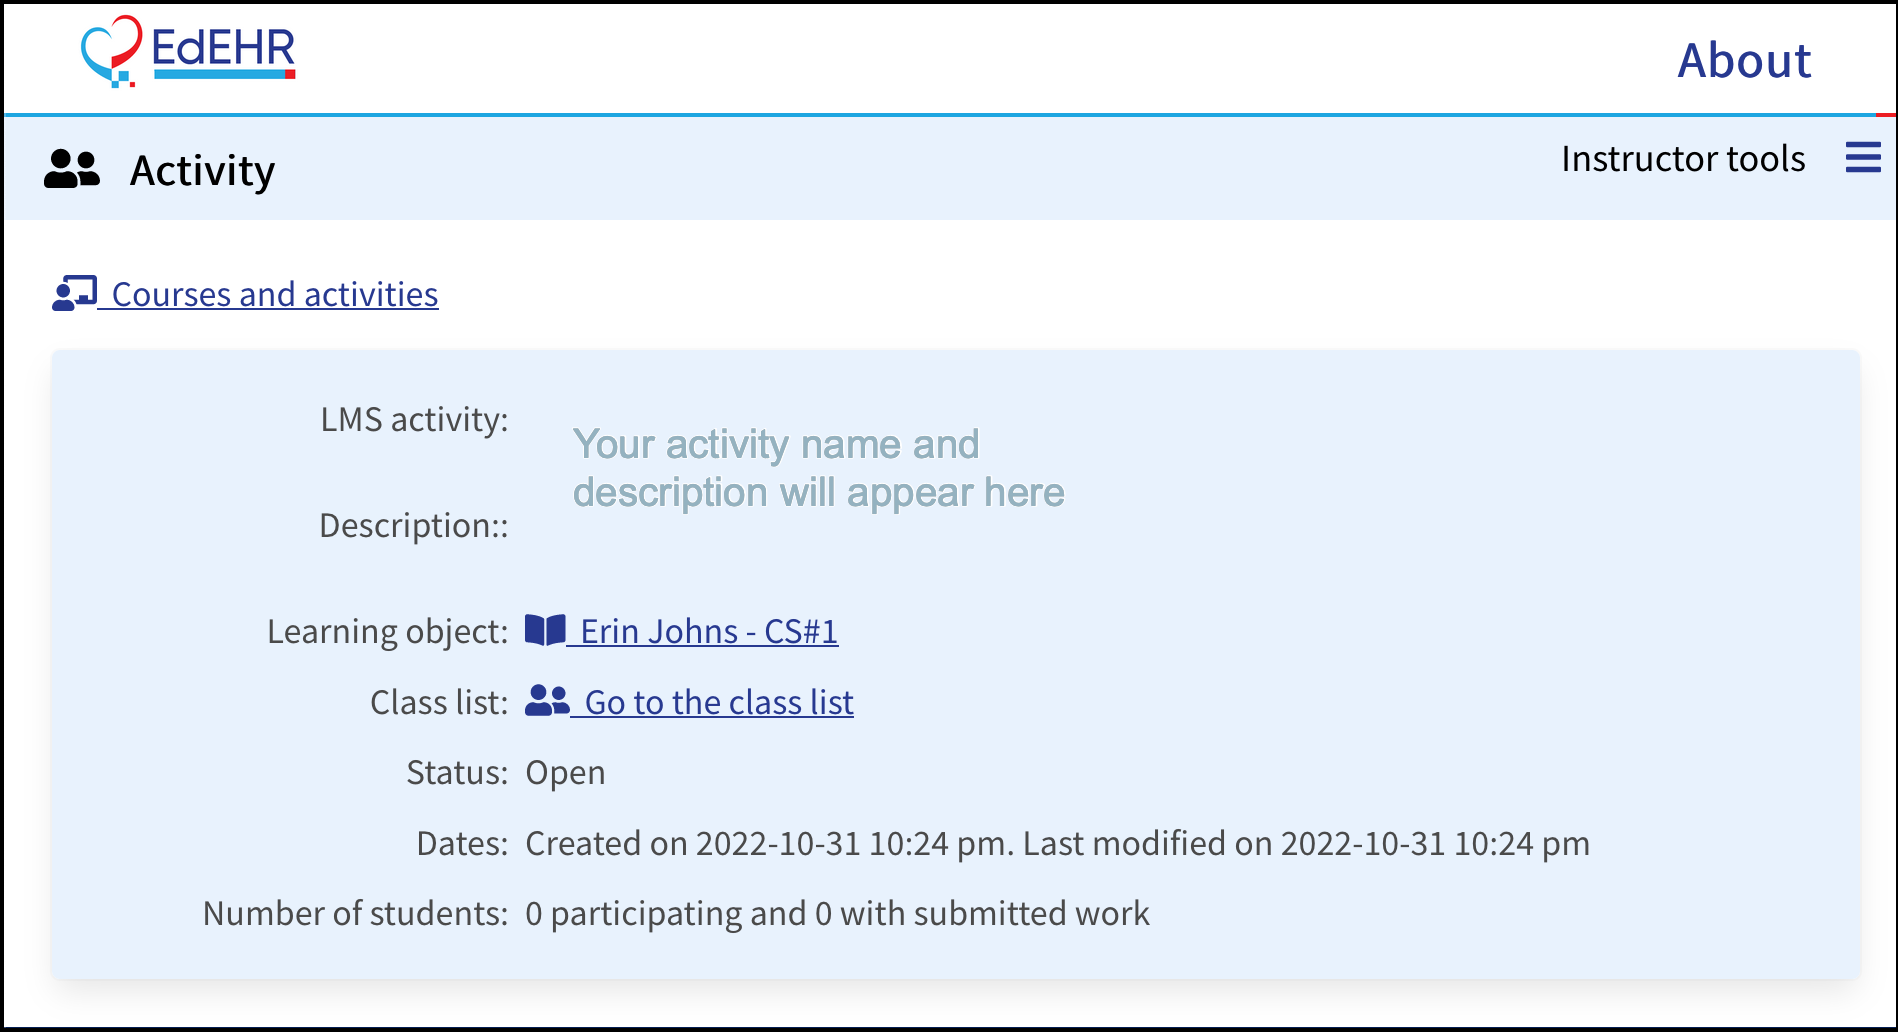 EdEHR
About
Activity
Instructor tools
Courses and activities
LMS activity:
Your activity name and
description will appear here
Description::
Learning object: Erin Johns - CS#1
Class list: Go to the class list
Status: Open
Dates: Created on 2022-10-31 10:24 pm. Last modified on 2022-10-31 10:24 pm
Number of students: 0 participating and 0 with submitted work